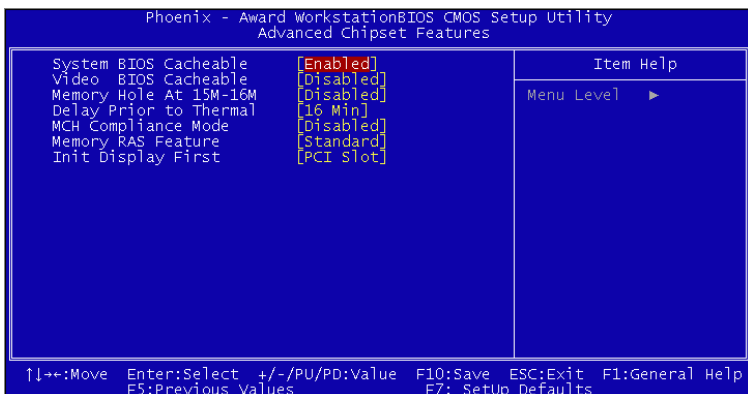 Phoenix - Award WorkstationBIOS CMOS Setup Utility
Advanced Chipset Features
System BIOS Cacheable [Enabled]
Video BIOS Cacheable [Disabled]
Memory Hole At 15M-16M [Disabled]
Delay Prior to Thermal [16 Min]
MCH Compliance Mode [Disabled]
Memory RAS Feature [Standard]
Init Display First [PCI Slot]
Item Help
Menu Level ►
↑↓→←:Move Enter:Select +/-/PU/PD:Value F10:Save ESC:Exit F1:General Help
F5:Previous Values F7: SetUp Defaults